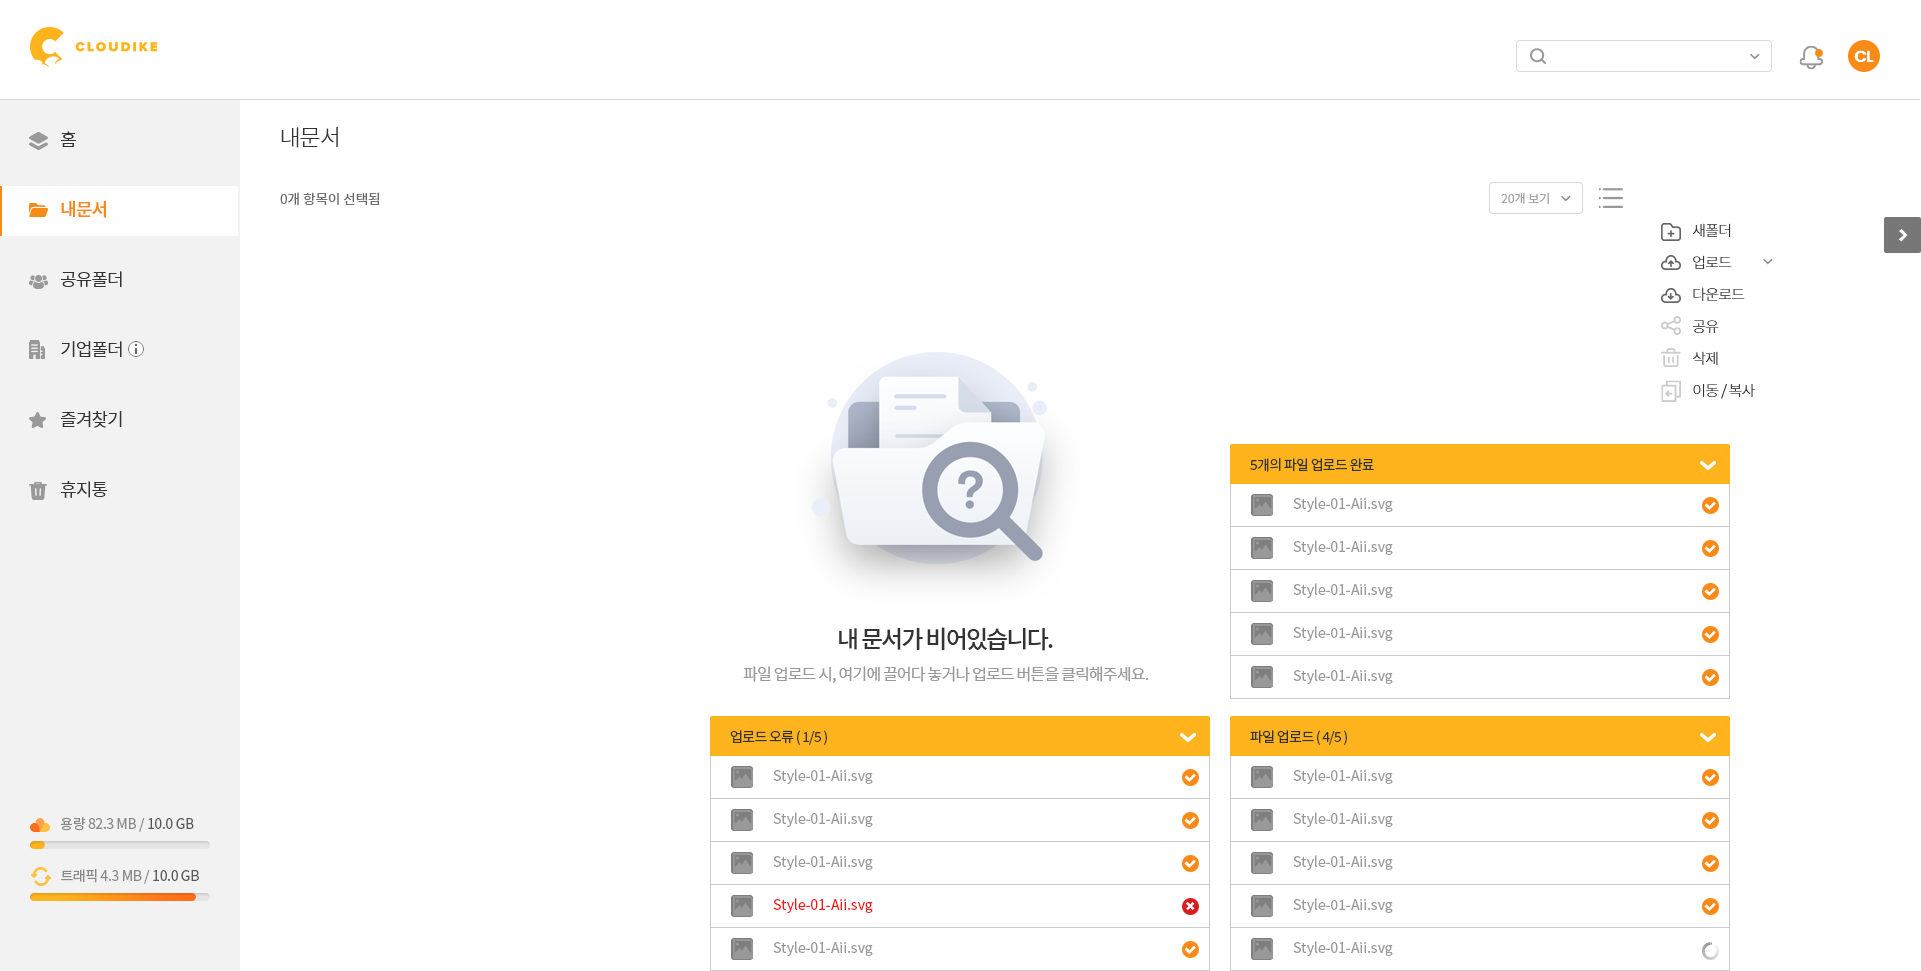 CLOUDIKE
CL
홈
내문서
공유폴더
기업폴더
즐겨찾기
휴지통
용량 82.3 MB / 10.0 GB
트래픽 4.3 MB / 10.0 GB
내문서
0개 항목이 선택됨
20개 보기
새폴더
업로드
다운로드
공유
삭제
이동 / 복사
?
내 문서가 비어있습니다.
파일 업로드 시, 여기에 끌어다 놓거나 업로드 버튼을 클릭해주세요.
5개의 파일 업로드 완료
Style-01-Aii.svg
Style-01-Aii.svg
Style-01-Aii.svg
Style-01-Aii.svg
Style-01-Aii.svg
업로드 오류 ( 1/5 )
Style-01-Aii.svg
Style-01-Aii.svg
Style-01-Aii.svg
Style-01-Aii.svg
Style-01-Aii.svg
파일 업로드 ( 4/5 )
Style-01-Aii.svg
Style-01-Aii.svg
Style-01-Aii.svg
Style-01-Aii.svg
Style-01-Aii.svg